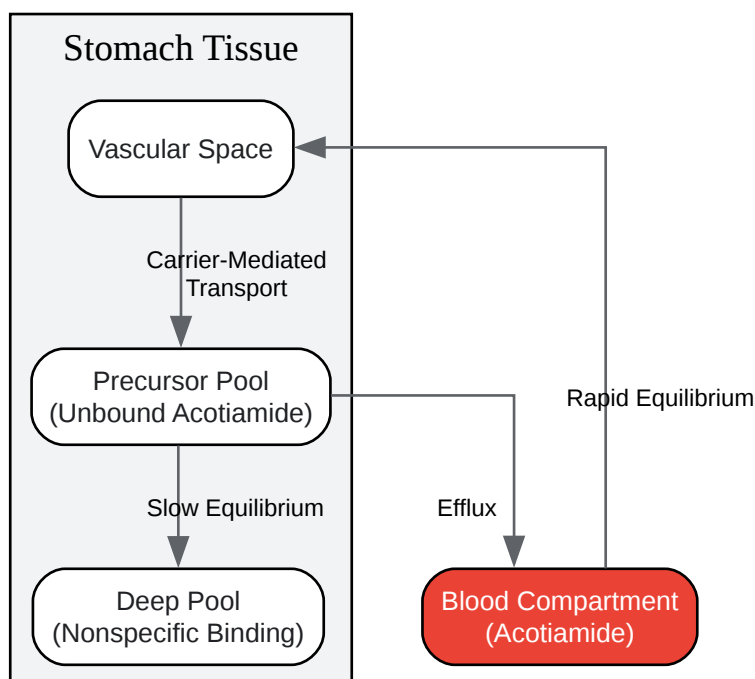 Stomach Tissue
Vascular Space
Carrier-Mediated
Transport
Precursor Pool
(Unbound Acotiamide)
Rapid Equilibrium
Slow Equilibrium
Efflux
Deep Pool
(Nonspecific Binding)
Blood Compartment
(Acotiamide)